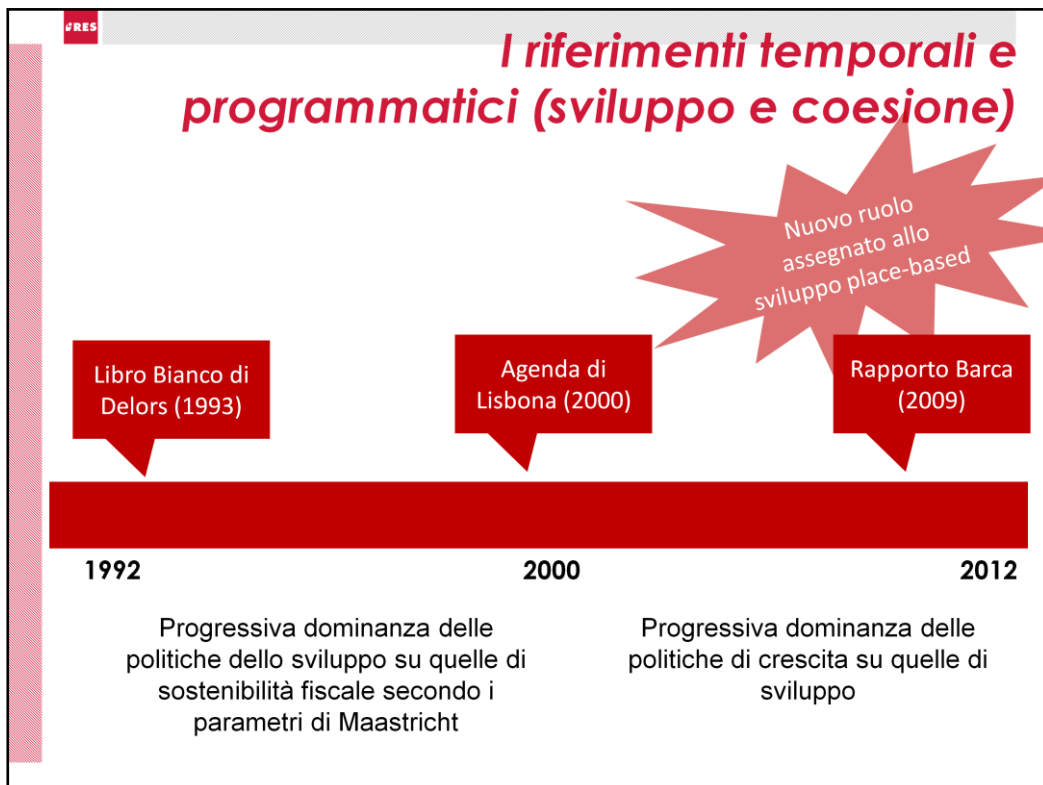 IRES
I riferimenti temporali e
programmatici (sviluppo e coesione)
Nuovo ruolo
assegnato allo
sviluppo place-based
Libro Bianco di
Delors (1993)
Agenda di
Lisbona (2000)
Rapporto Barca
(2009)
1992
2000
2012
Progressiva dominanza delle
politiche dello sviluppo su quelle di
sostenibilità fiscale secondo i
parametri di Maastricht
Progressiva dominanza delle
politiche di crescita su quelle di
sviluppo